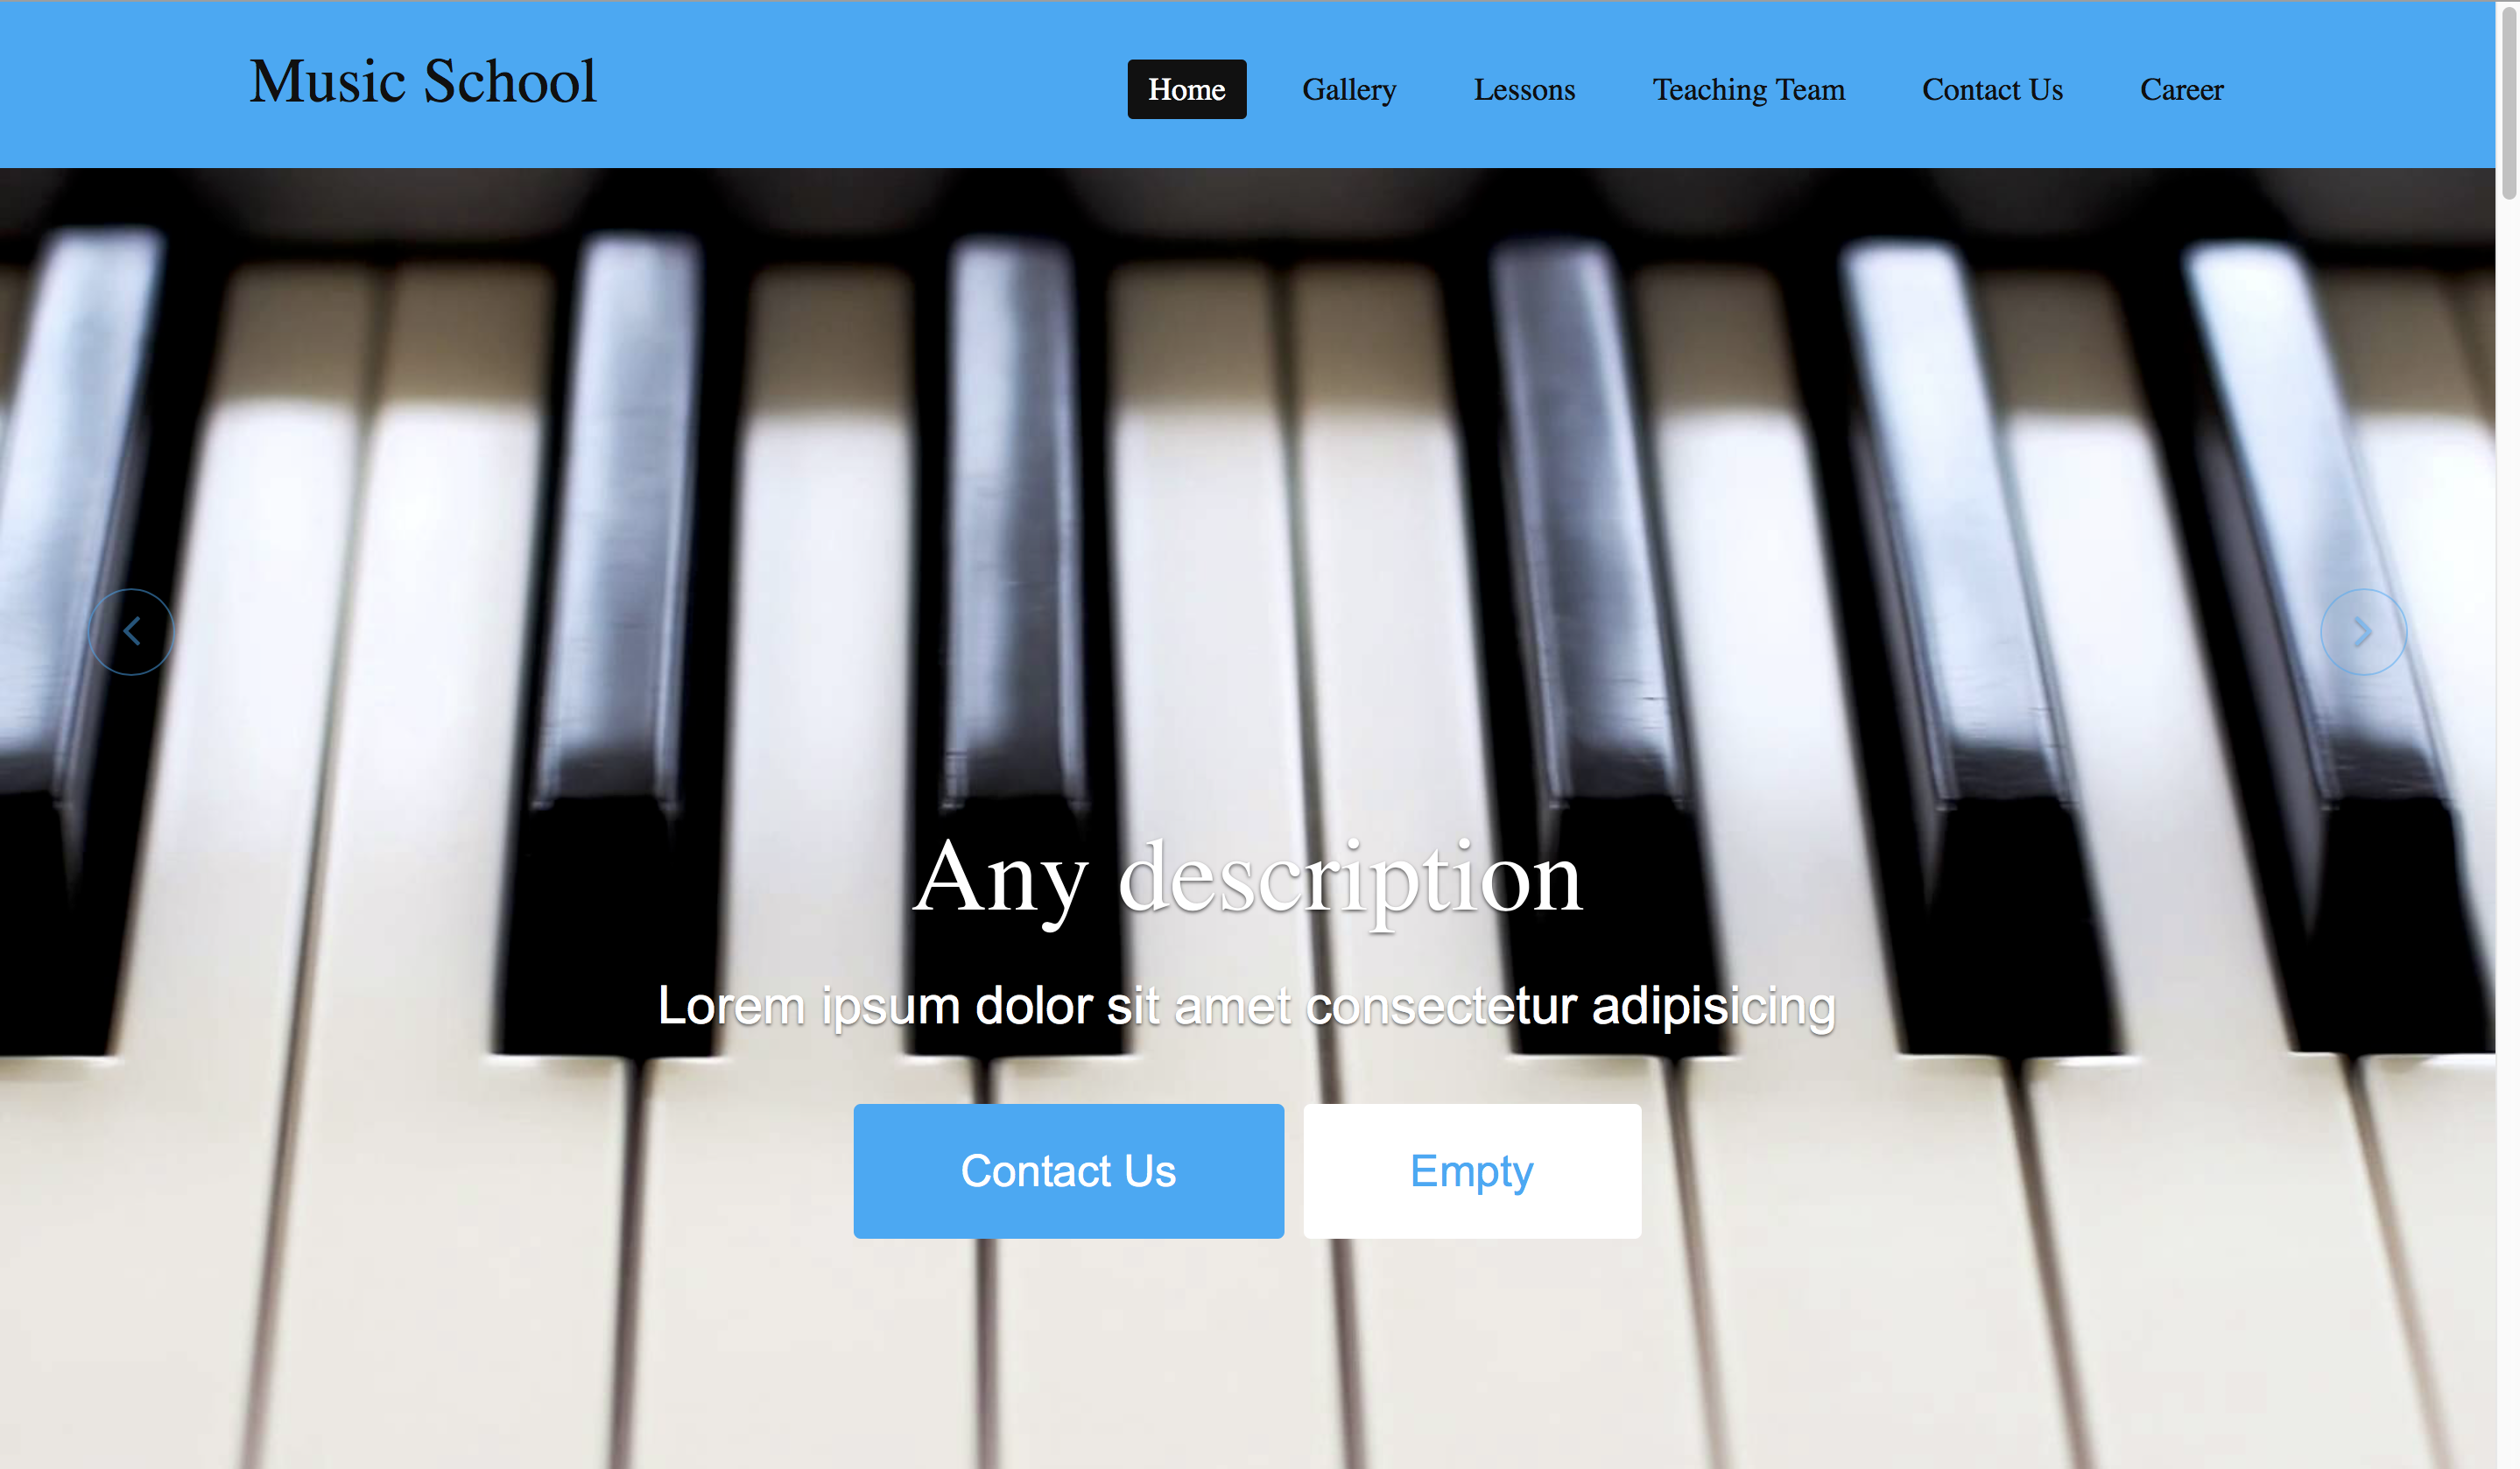 Music School
Home Gallery Lessons Teaching Team Contact Us Career
Any description
Lorem ipsum dolor sit amet consectetur adipisicing
Contact Us Empty